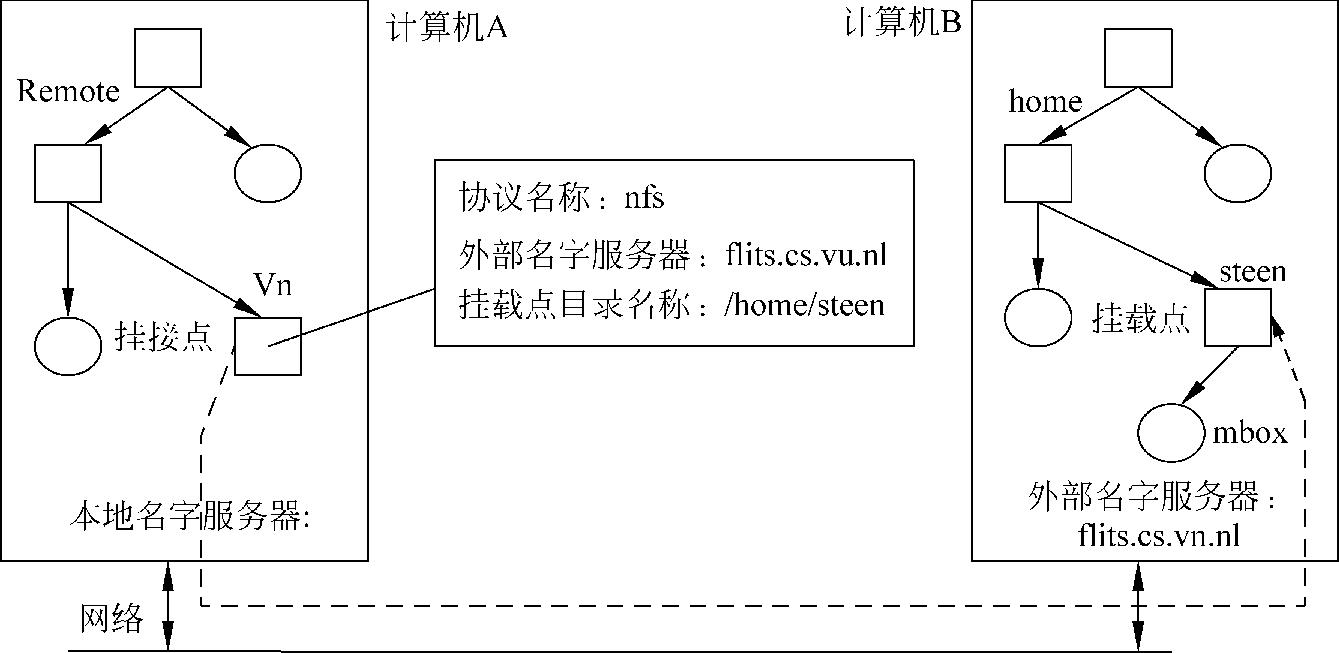 计算机A
计算机B
Remote
home
协议名称：nfs
外部名字服务器：flits.cs.vu.nl
挂载点目录名称：/home/steen
Vn
挂接点
steen
挂载点
mbox
本地名字服务器:
外部名字服务器：
flits.cs.vn.nl
网络